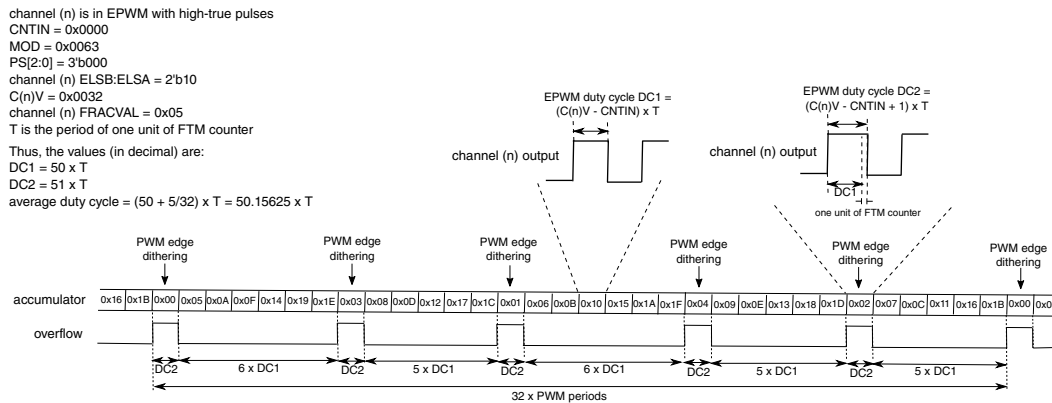 channel (n) is in EPWM with high-true pulses
CNTIN = 0x0000
MOD = 0x0063
PS[2:0] = 3'b000
channel (n) ELSB:ELSA = 2'b10
C(n)V = 0x0032
channel (n) FRACVAL = 0x05
T is the period of one unit of FTM counter
Thus, the values (in decimal) are:
DC1 = 50 x T
DC2 = 51 x T
average duty cycle = (50 + 5/32) x T = 50.15625 x T
EPWM duty cycle DC1 =
(C(n)V - CNTIN) x T
channel (n) output
EPWM duty cycle DC2 =
(C(n)V - CNTIN + 1) x T
channel (n) output
DC1
one unit of FTM counter
PWM edge
dithering
PWM edge
dithering
PWM edge
dithering
PWM edge
dithering
PWM edge
dithering
PWM edge
dithering
accumulator 0x16 0x1B 0x00 0x05 0x0A 0x0F 0x14 0x19 0x1E 0x03 0x08 0x0D 0x12 0x17 0x1C 0x01 0x06 0x0B 0x10 0x15 0x1A 0x1F 0x04 0x09 0x0E 0x13 0x18 0x1D 0x02 0x07 0x0C 0x11 0x16 0x1B 0x00
overflow
DC2 6 x DC1 DC2 5 x DC1 DC2 6 x DC1 DC2 5 x DC1 DC2 5 x DC1
32 x PWM periods